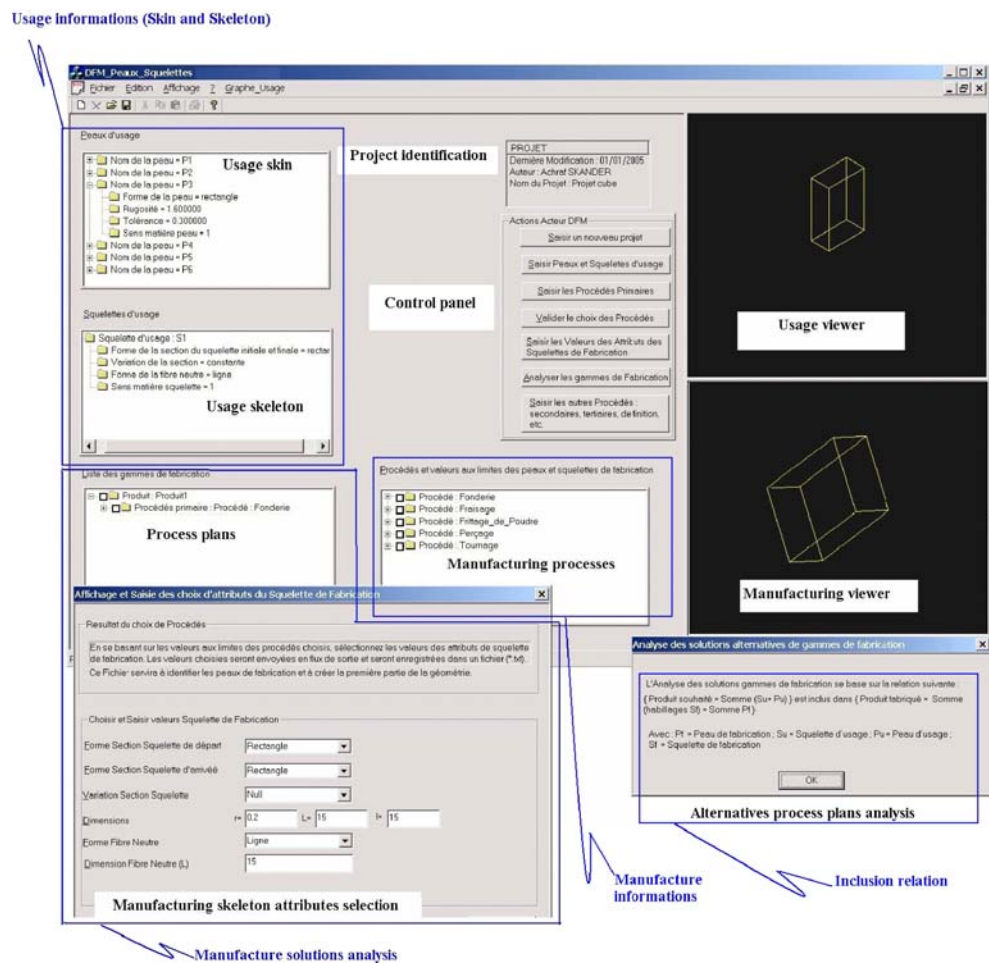 Usage informations (Skin and Skeleton)
DFM_Peaux_Squelettes
Fichier Edition Affichage ? Graphe_Usage
Peaux d'usage
Nom de la peau = P1
Nom de la peau = P2
Nom de la peau = P3
Forme de la peau = rectangle
Rugosité = 1.600000
Tolérance = 0.300000
Sens matière peau = 1
Nom de la peau = P4
Nom de la peau = P5
Nom de la peau = P6
Usage skin
Project identification
PROJET
Dernière Modification : 01/01/2005
Auteur : Achraf SKANDER
Nom du Projet : Projet cube
Squelettes d'usage
Squelette d'usage : S1
Forme de la section du squelette initiale et finale = rectar
Variation de la section = constante
Forme de la fibre neutre = ligne
Sens matière squelette = 1
Usage skeleton
Control panel
Actions Acteur DFM
Saisir un nouveau projet
Saisir Peaux et Squeletes d'usage
Saisir les Procédés Primaires
Valider le choix des Procédés
Saisir les Valeurs des Attributs des
Squelettes de Fabrication
Analyser les gammes de Fabrication
Saisir les autres Procédés :
secondaires, tertiaires, definition,
etc.
Usage viewer
Liste des gammes de fabrication
Produit : Produit1
Procédés primaire : Procédé : Fonderie
Process plans
Procédés et valeurs aux limites des peaux et squelettes de fabrication
Procédé : Fonderie
Procédé : Fraisage
Procédé : Frittage_de_Poudre
Procédé : Perçage
Procédé : Tournage
Manufacturing processes
Manufacturing viewer
Affichage et Saisie des choix d'attributs du Squelette de Fabrication
Resultat du choix de Procédés
En se basant sur les valeurs aux limites des procédés choisis, sélectionnez les valeurs des attributs de squelette
de fabrication. Les valeurs choisies seront envoyées en flux de sortie et seront enregistrées dans un fichier (*.txt).
Ce Fichier servira à identifier les peaux de fabrication et à créer la première partie de la géométrie.
Choisir et Saisir valeurs Squelette de Fabrication
Forme Section Squelette de départ Rectangle
Forme Section Squelette d'arrivéé Rectangle
Variation Section Squelette Null
Dimensions r= 0.2 L= 15 l= 15
Forme Fibre Neutre Ligne
Dimension Fibre Neutre (L) 15
Manufacturing skeleton attributes selection
Analyse des solutions alternatives de gammes de fabrication
L'Analyse des solutions gammes de fabrication se base sur la relation suivante :
{ Produit souhaité = Somme (Su+ Pu) } est inclus dans { Produit fabriqué = Somme
(habillages Sf) = Somme Pf }
Avec : Pf = Peau de fabrication ; Su = Squelette d'usage ; Pu = Peau d'usage ;
Sf = Squelette de fabrication
OK
Alternatives process plans analysis
Manufacture
informations
Inclusion relation
Manufacture solutions analysis